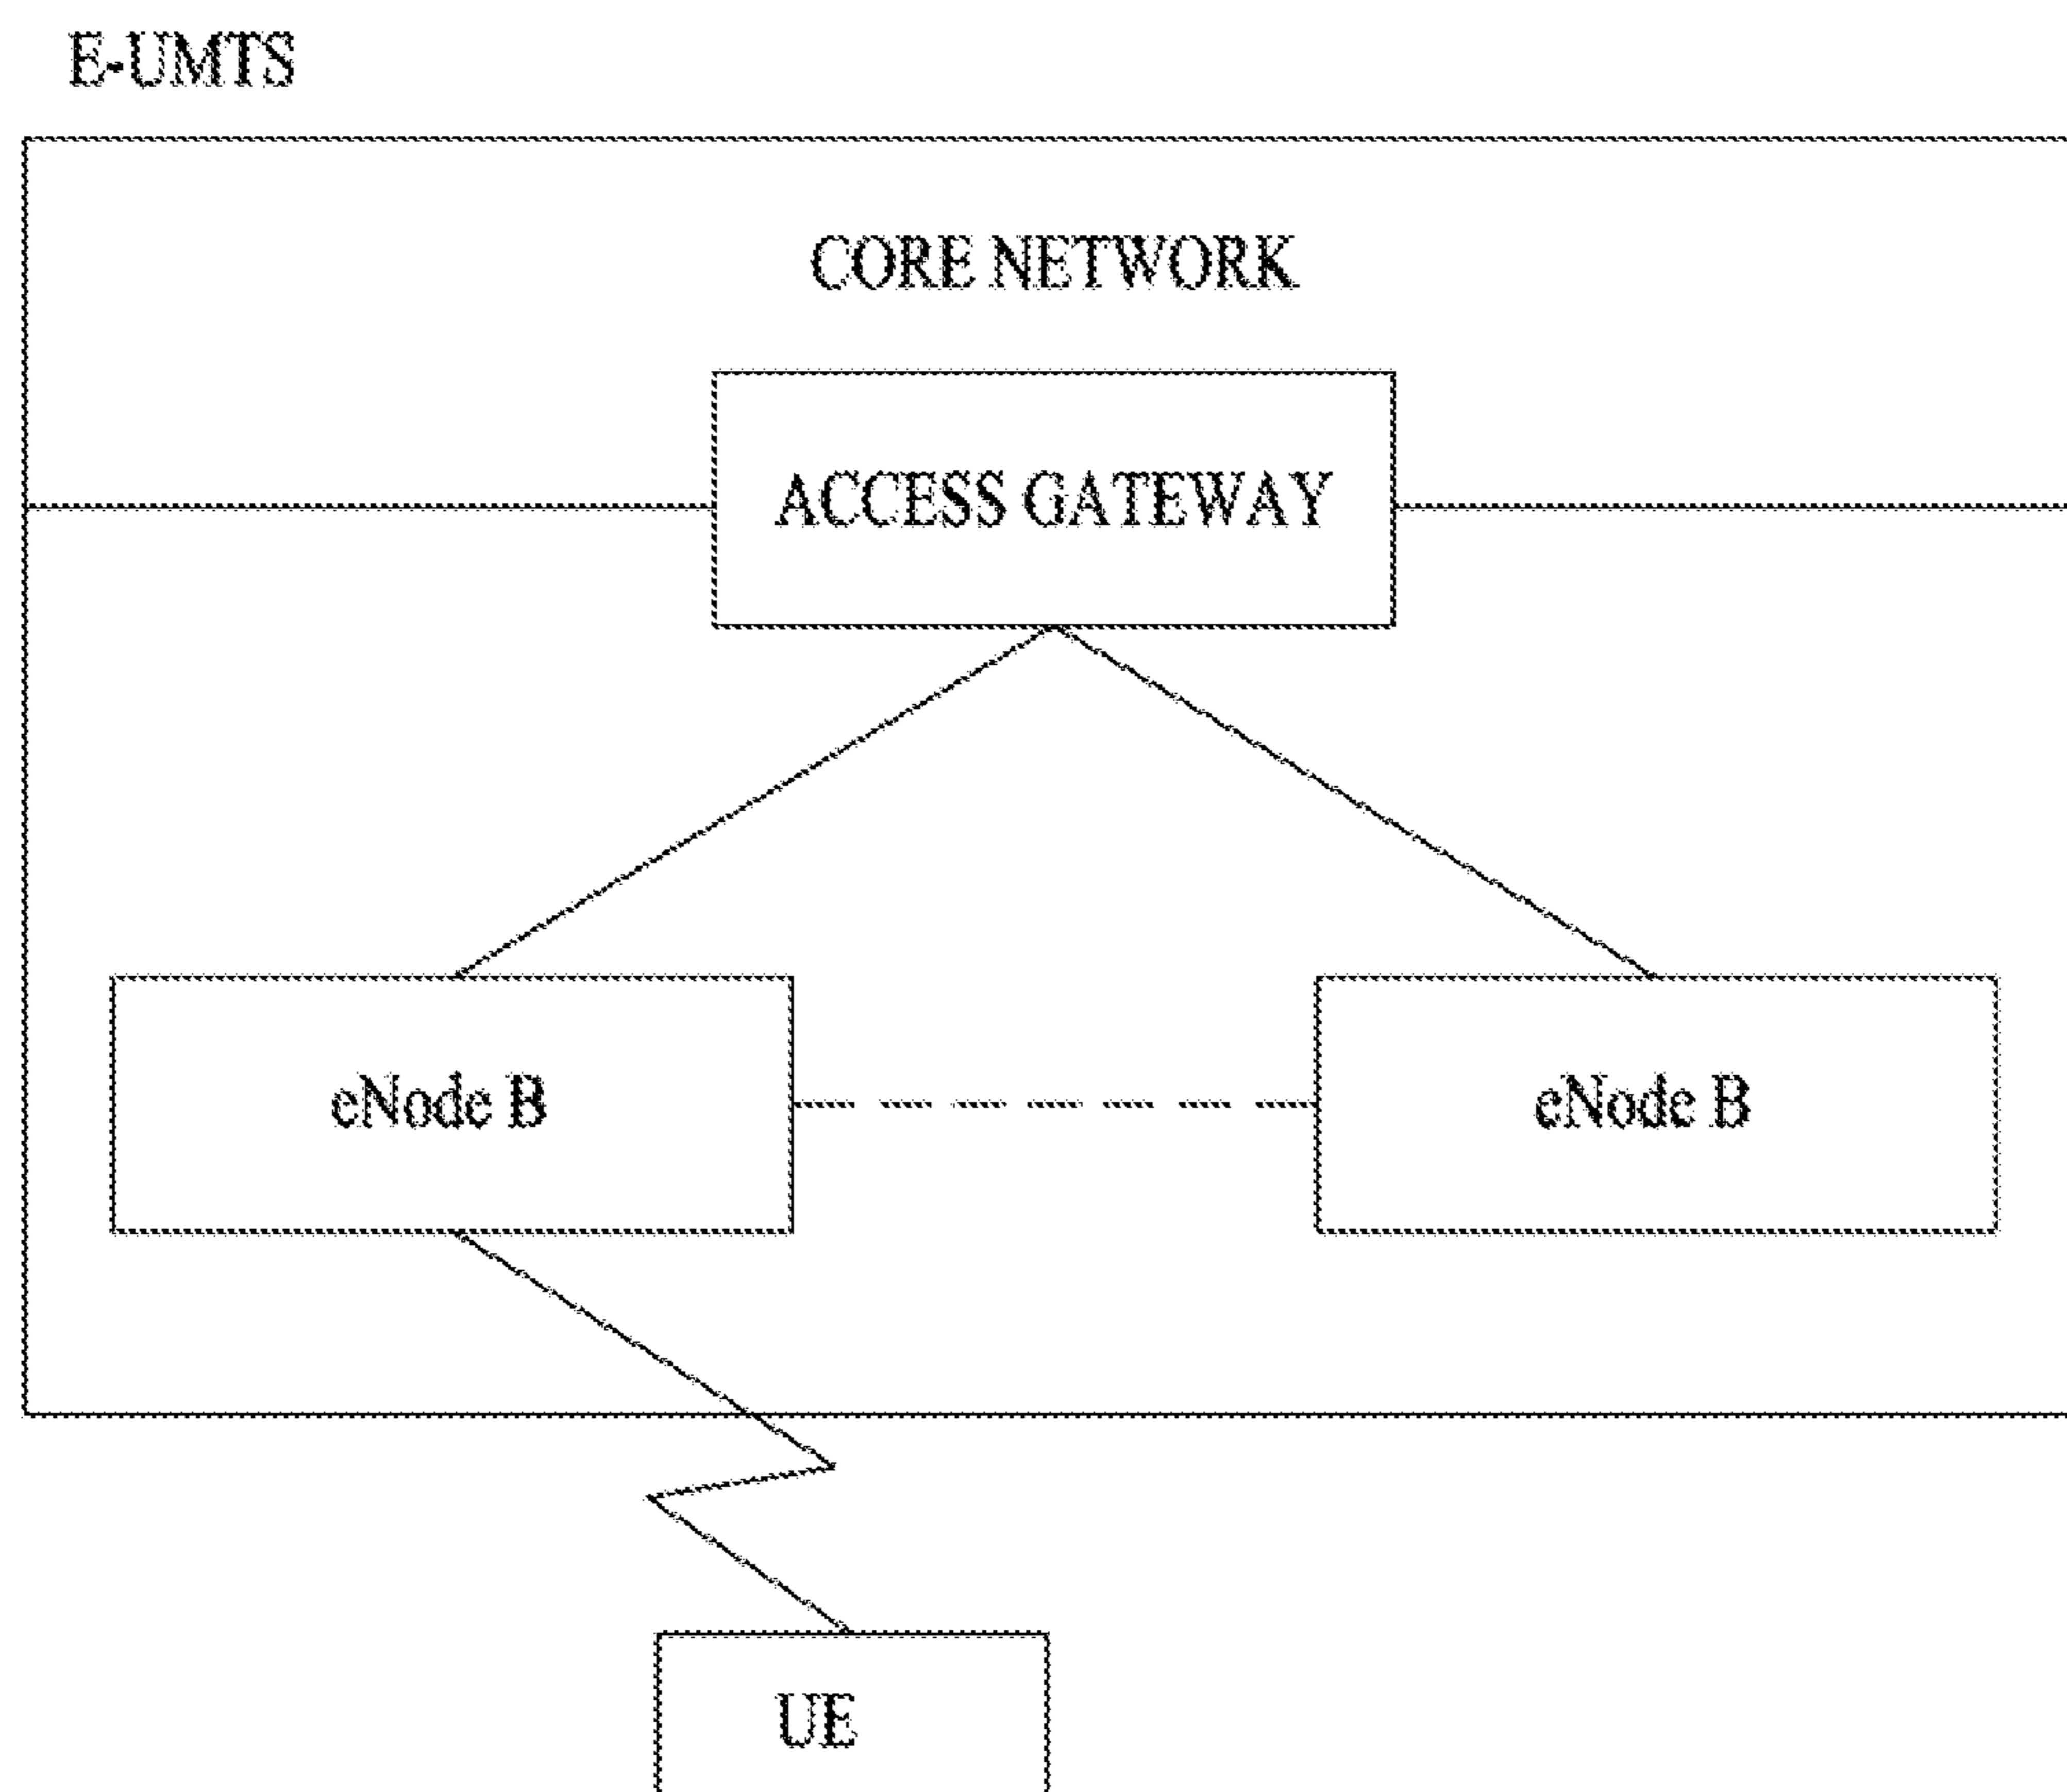 E-UMTS
CORE NETWORK
ACCESS GATEWAY
eNode B
eNode B
UE